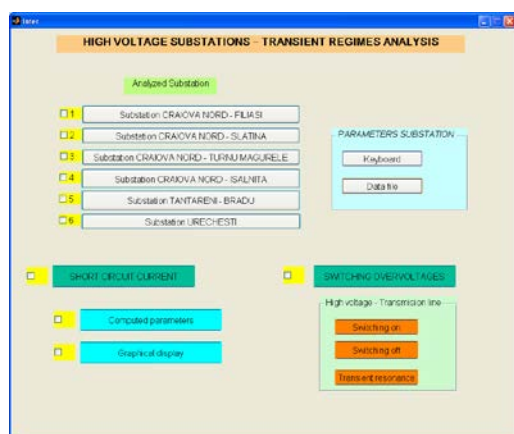 Intec
HIGH VOLTAGE SUBSTATIONS – TRANSIENT REGIMES ANALYSIS
Analyzed Substation
1 Substation CRAIOVA NORD - FILIASI
2 Substation CRAIOVA NORD - SLATINA
3 Substation CRAIOVA NORD - TURNU MAGURELE
4 Substation CRAIOVA NORD - ISALNITA
5 Substation TANTARENI - BRADU
6 Substation URECHESTI
PARAMETERS SUBSTATION
Keyboard
Data file
SHORT CIRCUIT CURRENT
Computed parameters
Graphical display
SWITCHING OVERVOLTAGES
High voltage - Transmision line
Switching on
Switching off
Transient resonance